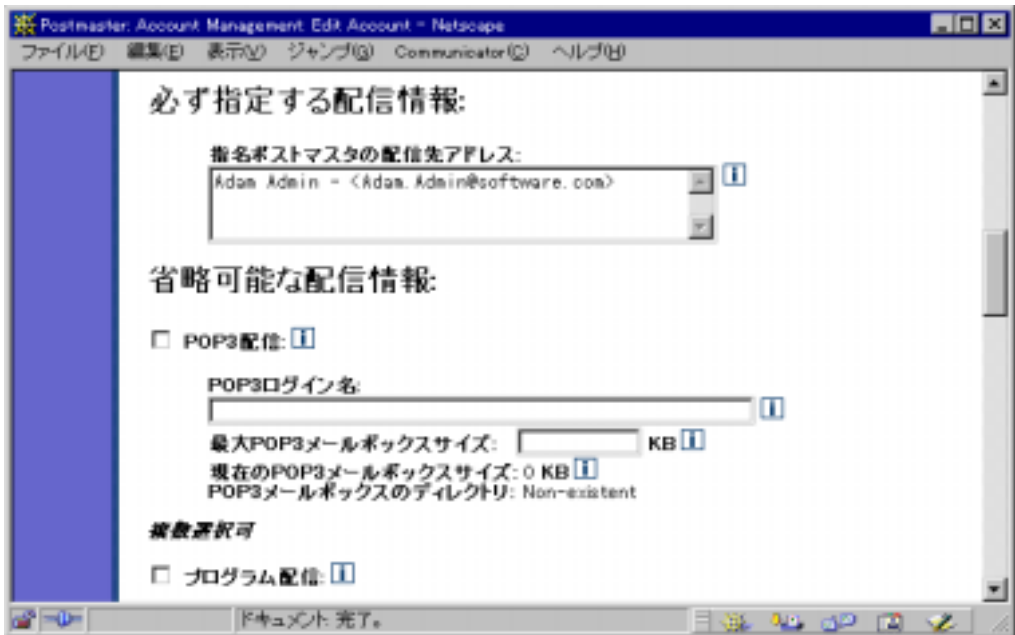 Postmaster: Account Management: Edit Account - Netscape
ファイル(F) 編集(E) 表示(V) ジャンプ(G) Communicator(C) ヘルプ(H)
必ず指定する配信情報:
指名ポストマスタの配信先アドレス:
Adam Admin - <Adam.Admin@software.com>
省略可能な配信情報:
POP3配信:
POP3ログイン名:
最大POP3メールボックスサイズ: KB
現在のPOP3メールボックスサイズ: 0 KB
POP3メールボックスのディレクトリ: Non-existent
複数選択可
プログラム配信:
ドキュメント: 完了。